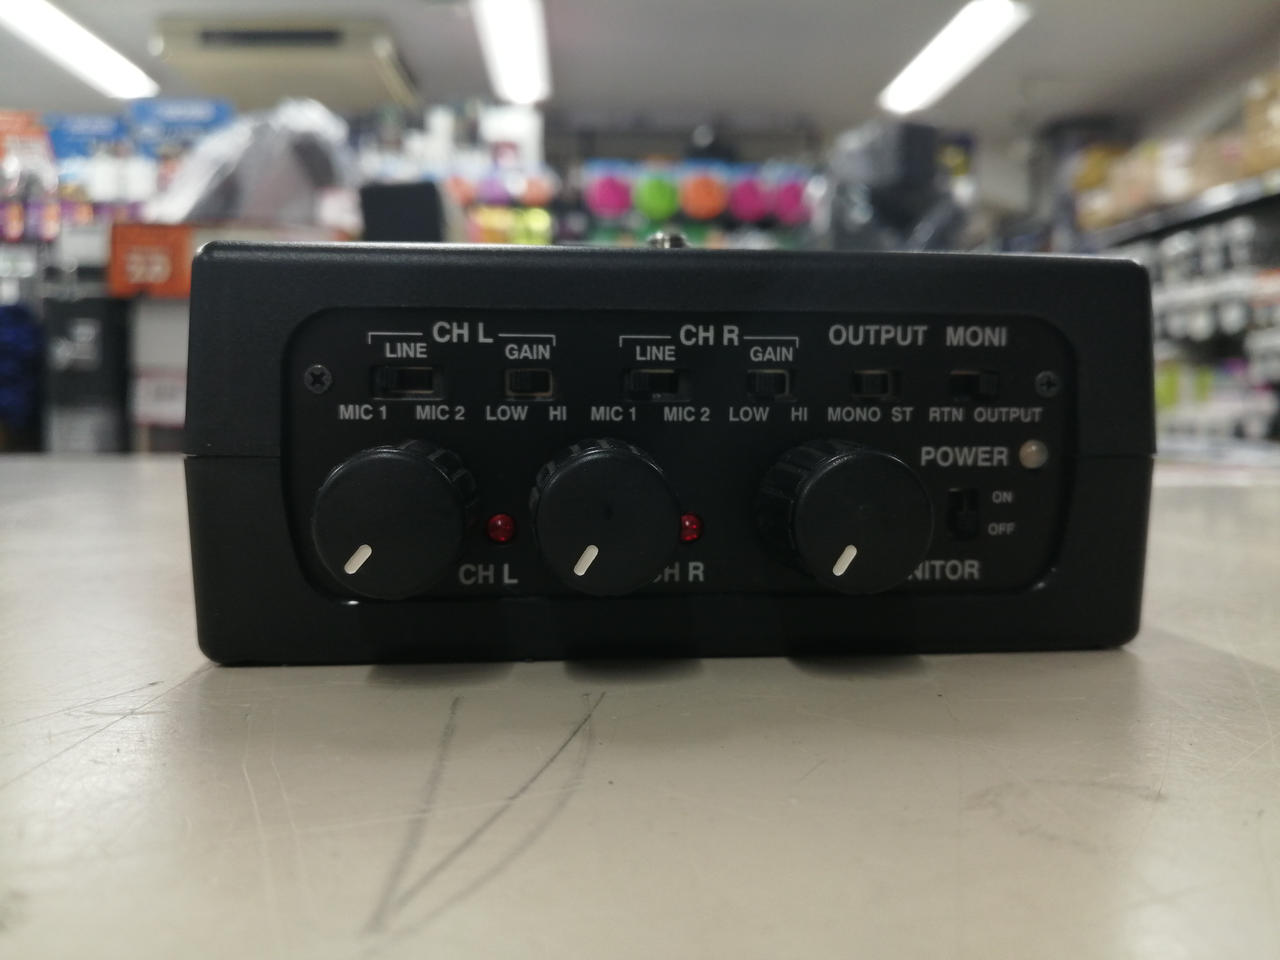 CH L CH R OUTPUT MONI
LINE GAIN LINE GAIN
MIC 1 MIC 2 LOW HI MIC 1 MIC 2 LOW HI MONO ST RTN OUTPUT
POWER
ON
OFF
CH L H R NITOR